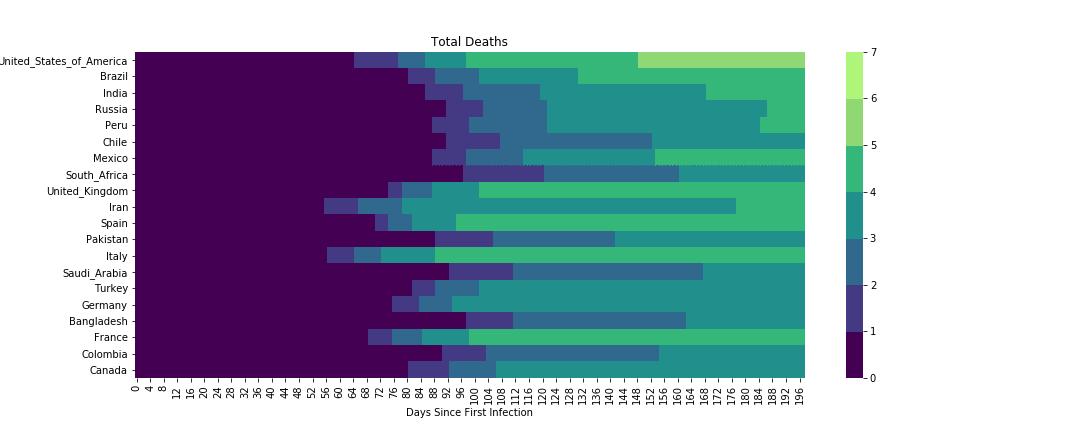 Total Deaths
United_States_of_America
Brazil
India
Russia
Peru
Chile
Mexico
South_Africa
United_Kingdom
Iran
Spain
Pakistan
Italy
Saudi_Arabia
Turkey
Germany
Bangladesh
France
Colombia
Canada
0 4 8 12 16 20 24 28 32 36 40 44 48 52 56 60 64 68 72 76 80 84 88 92 96 100 104 108 112 116 120 124 128 132 136 140 144 148 152 156 160 164 168 172 176 180 184 188 192 196
Days Since First Infection
7
6
5
4
3
2
1
0